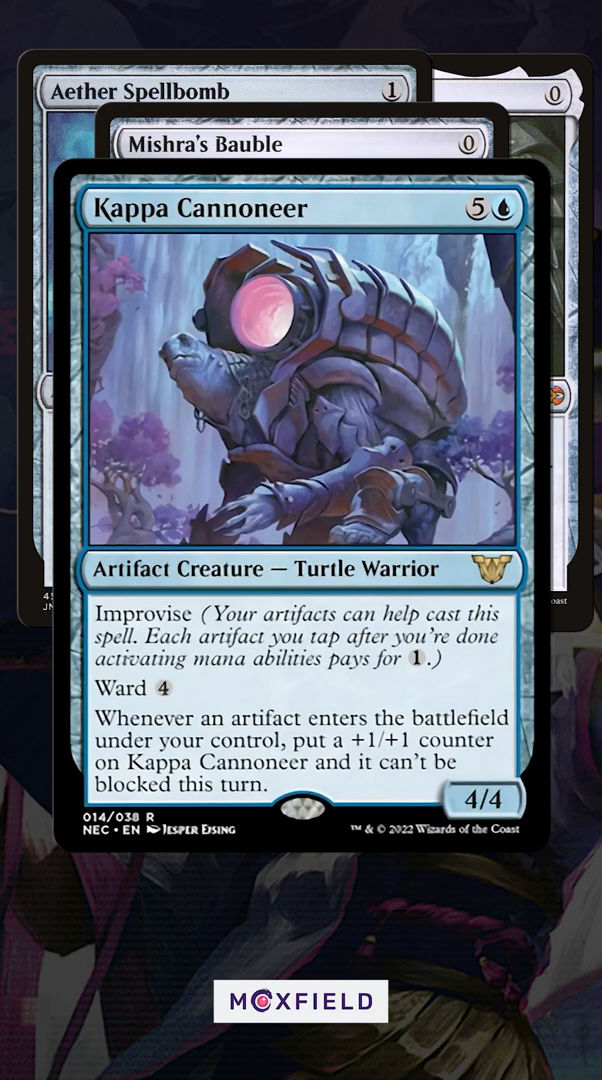 Aether Spellbomb 1
0
Mishra's Bauble 0
Kappa Cannoneer 5
Artifact Creature — Turtle Warrior
Improvise (Your artifacts can help cast this
spell. Each artifact you tap after you're done
activating mana abilities pays for 1.)
Ward 4
Whenever an artifact enters the battlefield
under your control, put a +1/+1 counter
on Kappa Cannoneer and it can't be
blocked this turn.
4/4
014/038 R
NEC • EN Jesper Ejsing
™ & © 2022 Wizards of the Coast
oast
MOXFIELD